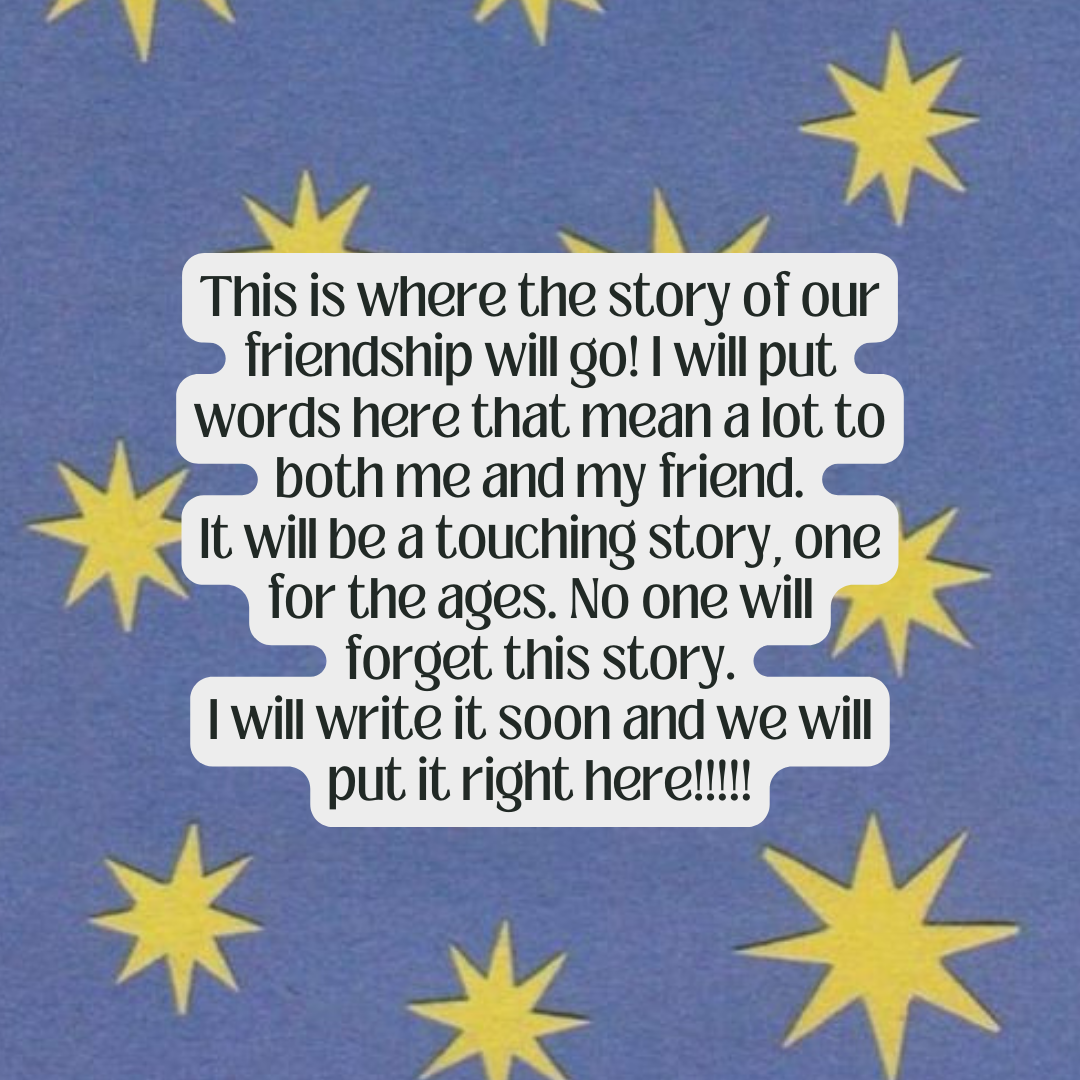 This is where the story of our
friendship will go! I will put
words here that mean a lot to
both me and my friend.
It will be a touching story, one
for the ages. No one will
forget this story.
I will write it soon and we will
put it right here!!!!!